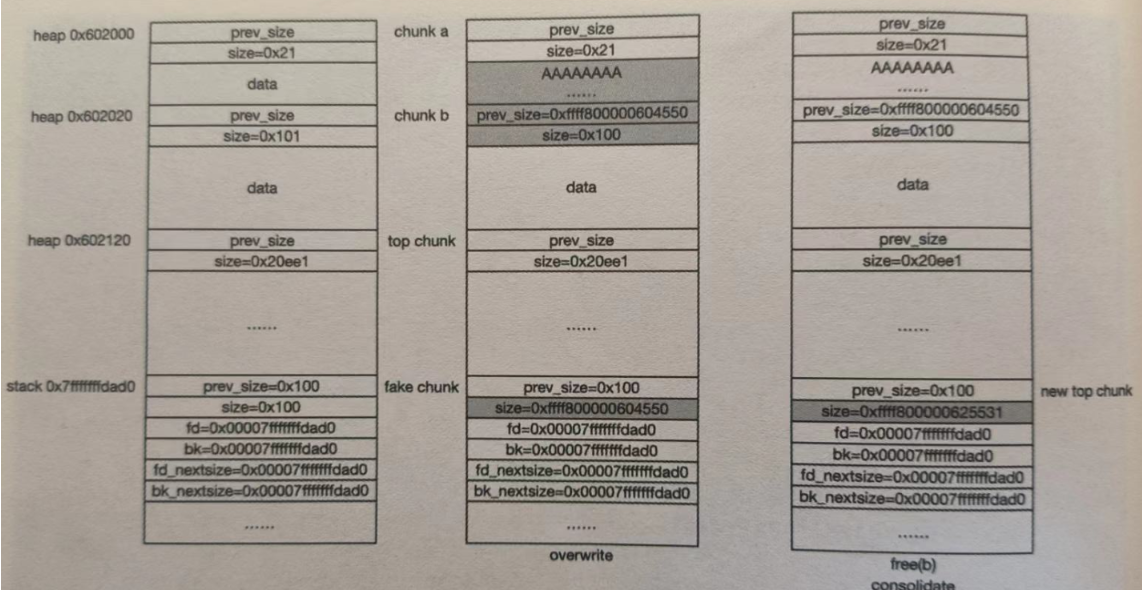 heap 0x602000 prev_size chunk a prev_size prev_size
size=0x21 size=0x21 size=0x21
data AAAAAAAA AAAAAAAA
...... ......
heap 0x602020 prev_size chunk b prev_size=0xffff800000604550 prev_size=0xffff800000604550
size=0x101 size=0x100 size=0x100
data data data
heap 0x602120 prev_size top chunk prev_size prev_size
size=0x20ee1 size=0x20ee1 size=0x20ee1
...... ...... ......
stack 0x7fffffffdad0 prev_size=0x100 fake chunk prev_size=0x100 prev_size=0x100 new top chunk
size=0x100 size=0xffff800000604550 size=0xffff800000625531
fd=0x00007fffffffdad0 fd=0x00007fffffffdad0 fd=0x00007fffffffdad0
bk=0x00007fffffffdad0 bk=0x00007fffffffdad0 bk=0x00007fffffffdad0
fd_nextsize=0x00007fffffffdad0 fd_nextsize=0x00007fffffffdad0 fd_nextsize=0x00007fffffffdad0
bk_nextsize=0x00007fffffffdad0 bk_nextsize=0x00007fffffffdad0 bk_nextsize=0x00007fffffffdad0
...... ...... ......
overwrite free(b)
consolidate